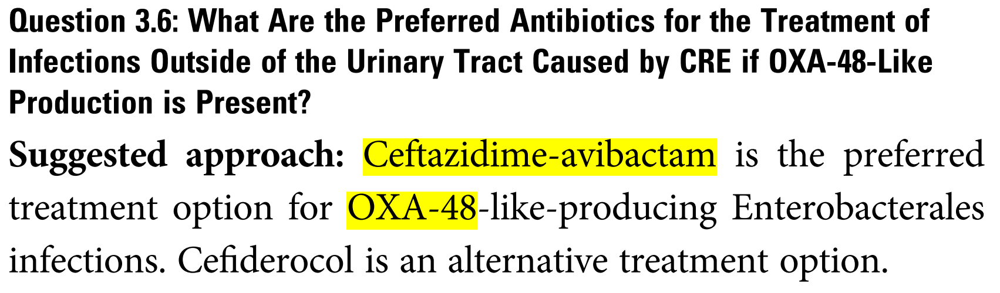 Question 3.6: What Are the Preferred Antibiotics for the Treatment of
Infections Outside of the Urinary Tract Caused by CRE if OXA-48-Like
Production is Present?
Suggested approach: Ceftazidime-avibactam is the preferred
treatment option for OXA-48-like-producing Enterobacterales
infections. Cefiderocol is an alternative treatment option.